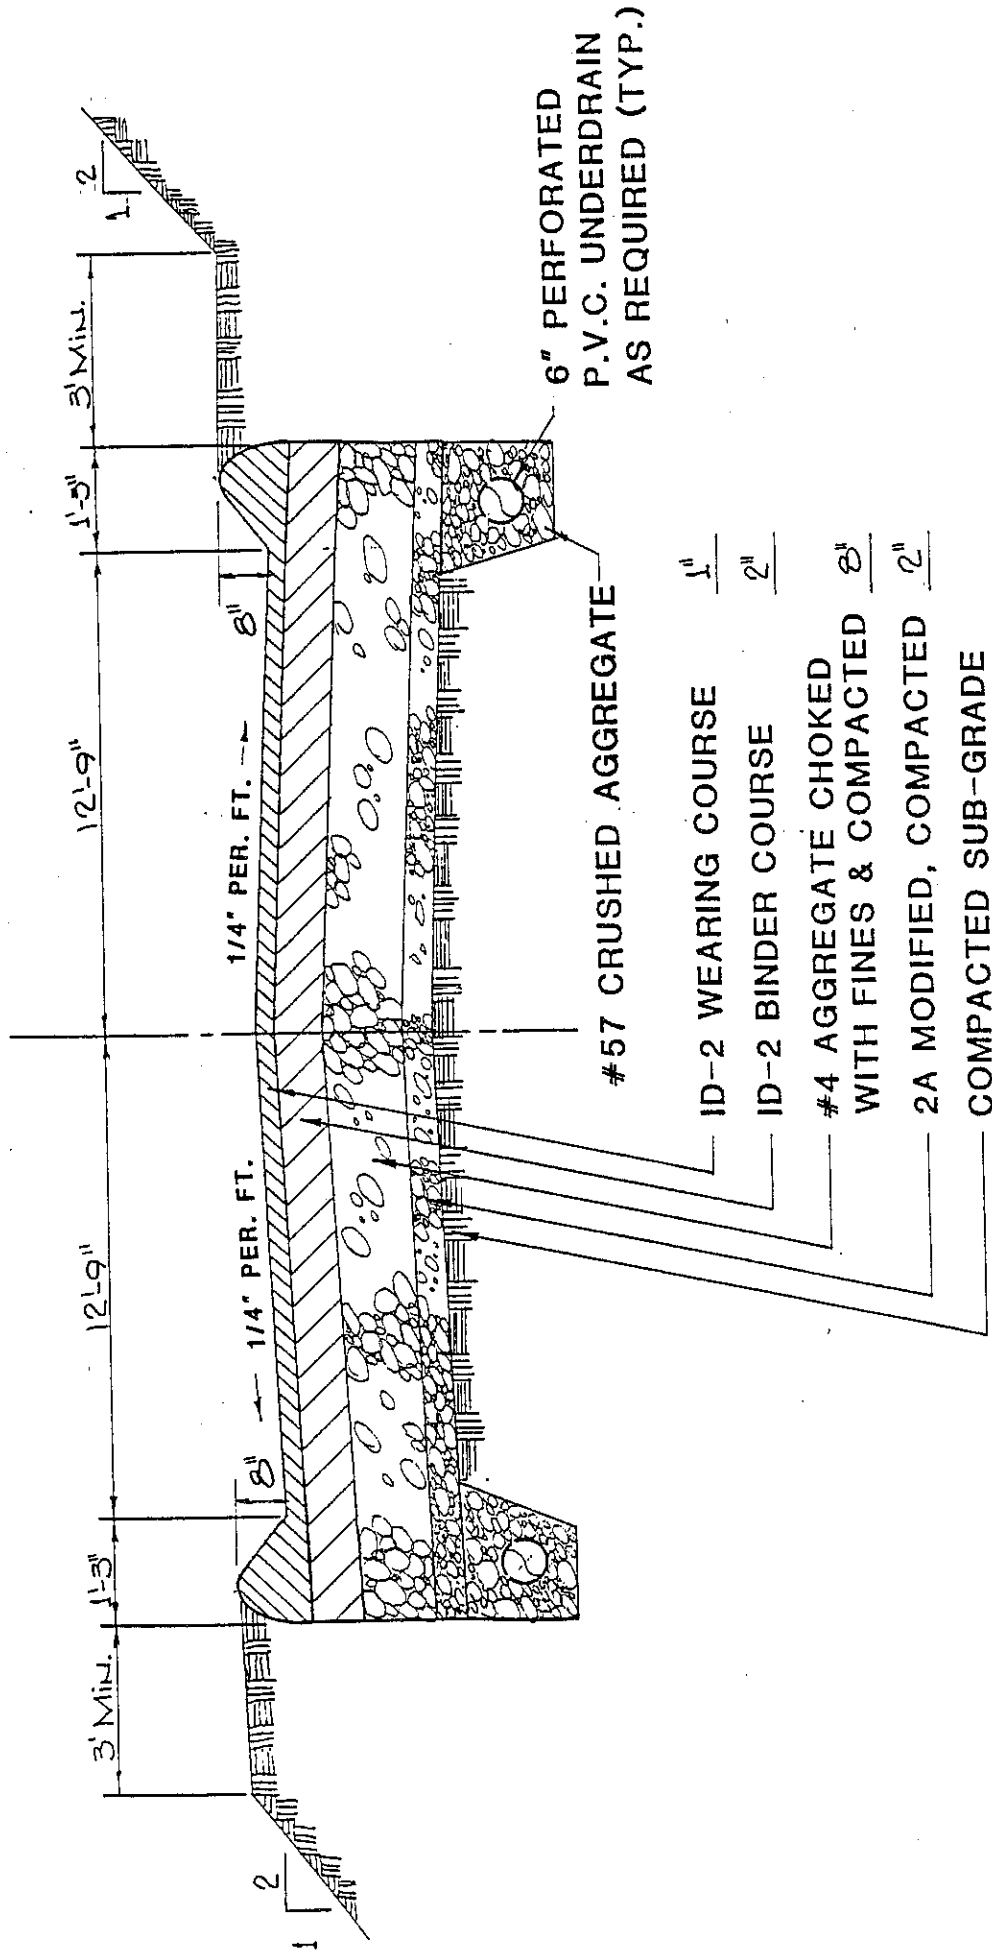 3' MIN.
1'-3"
12'-9"
12'-9"
1'-3"
3' MIN.
2
1
8"
1/4" PER. FT.
1/4" PER. FT.
8"
1
2
6" PERFORATED
P.V.C. UNDERDRAIN
AS REQUIRED (TYP.)
#57 CRUSHED AGGREGATE
ID-2 WEARING COURSE 1"
ID-2 BINDER COURSE 2"
#4 AGGREGATE CHOKED
WITH FINES & COMPACTED 8"
2A MODIFIED, COMPACTED 2"
COMPACTED SUB-GRADE